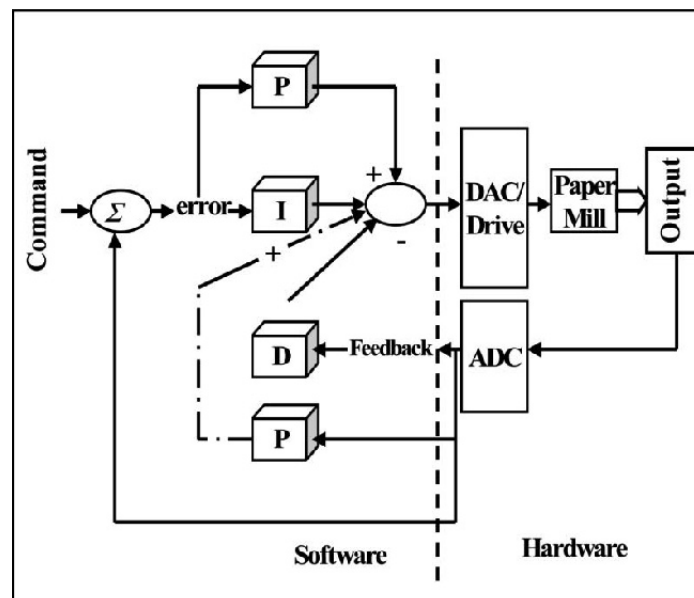 P
+
DAC/
Drive
Paper
Mill
Output
Command
Σ
error
I
+
-
D
Feedback
ADC
P
Software
Hardware